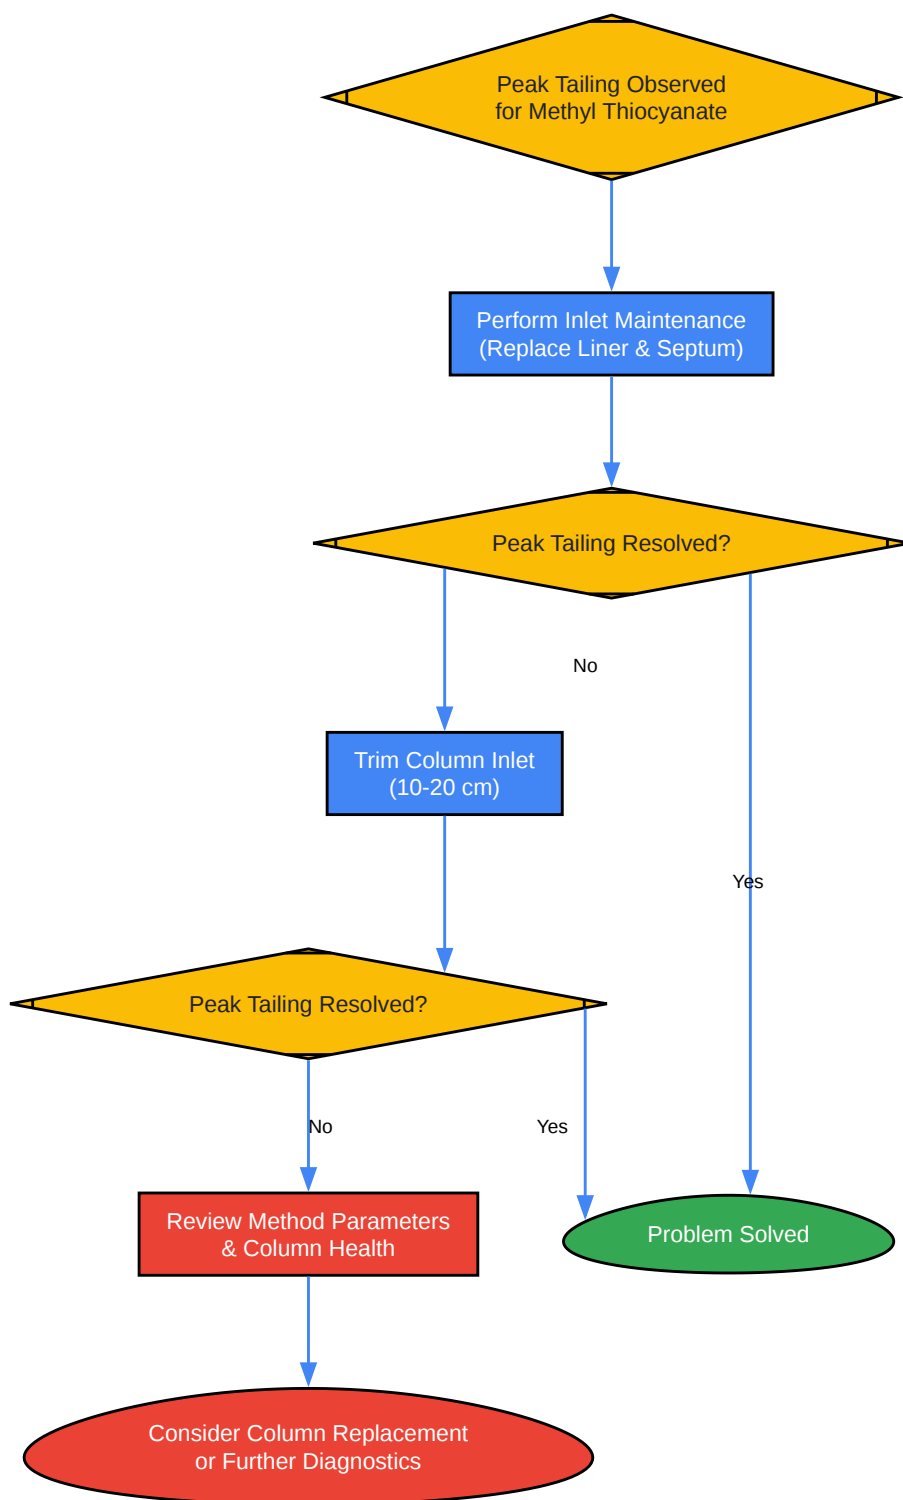 Peak Tailing Observed
for Methyl Thiocyanate
Perform Inlet Maintenance
(Replace Liner & Septum)
Peak Tailing Resolved?
No
Trim Column Inlet
(10-20 cm)
Yes
Peak Tailing Resolved?
No
Yes
Review Method Parameters
& Column Health
Problem Solved
Consider Column Replacement
or Further Diagnostics